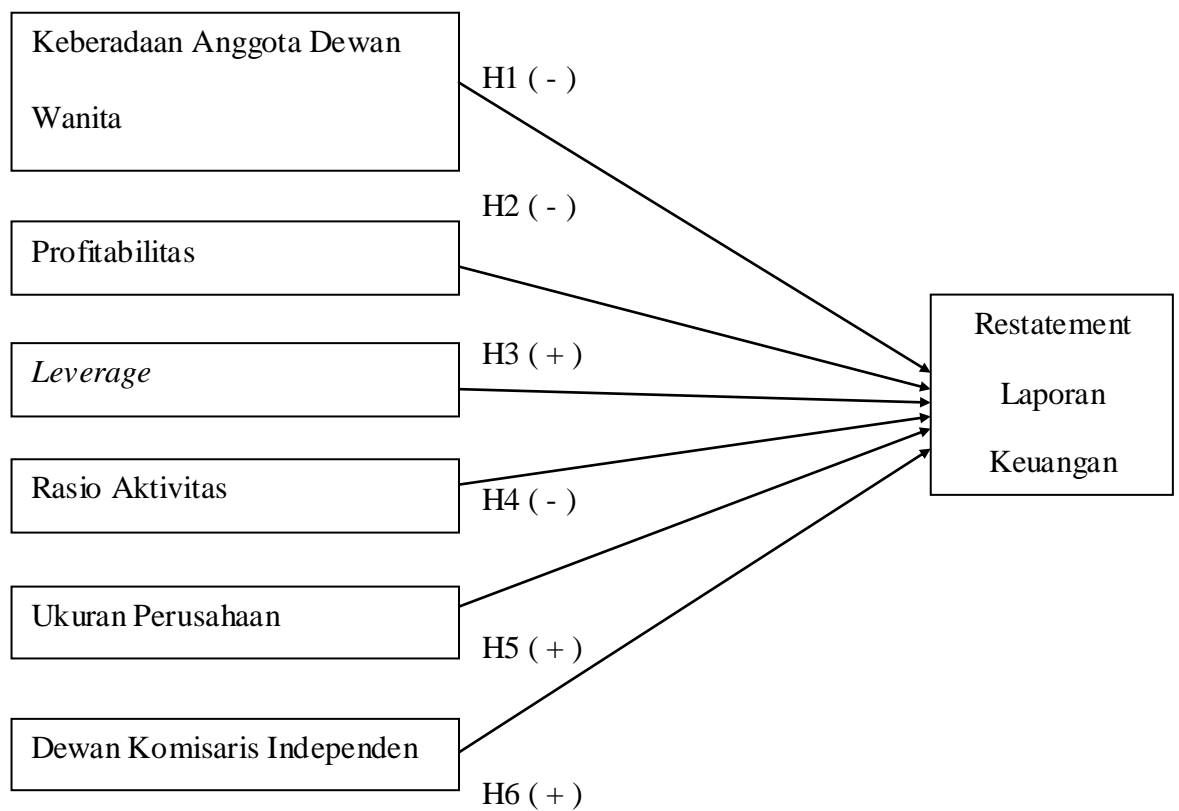 Keberadaan Anggota Dewan
Wanita
H1 ( - )
H2 ( - )
Profitabilitas
H3 ( + )
Leverage
Rasio Aktivitas
H4 ( - )
Ukuran Perusahaan
H5 ( + )
Dewan Komisaris Independen
H6 ( + )
Restatement
Laporan
Keuangan